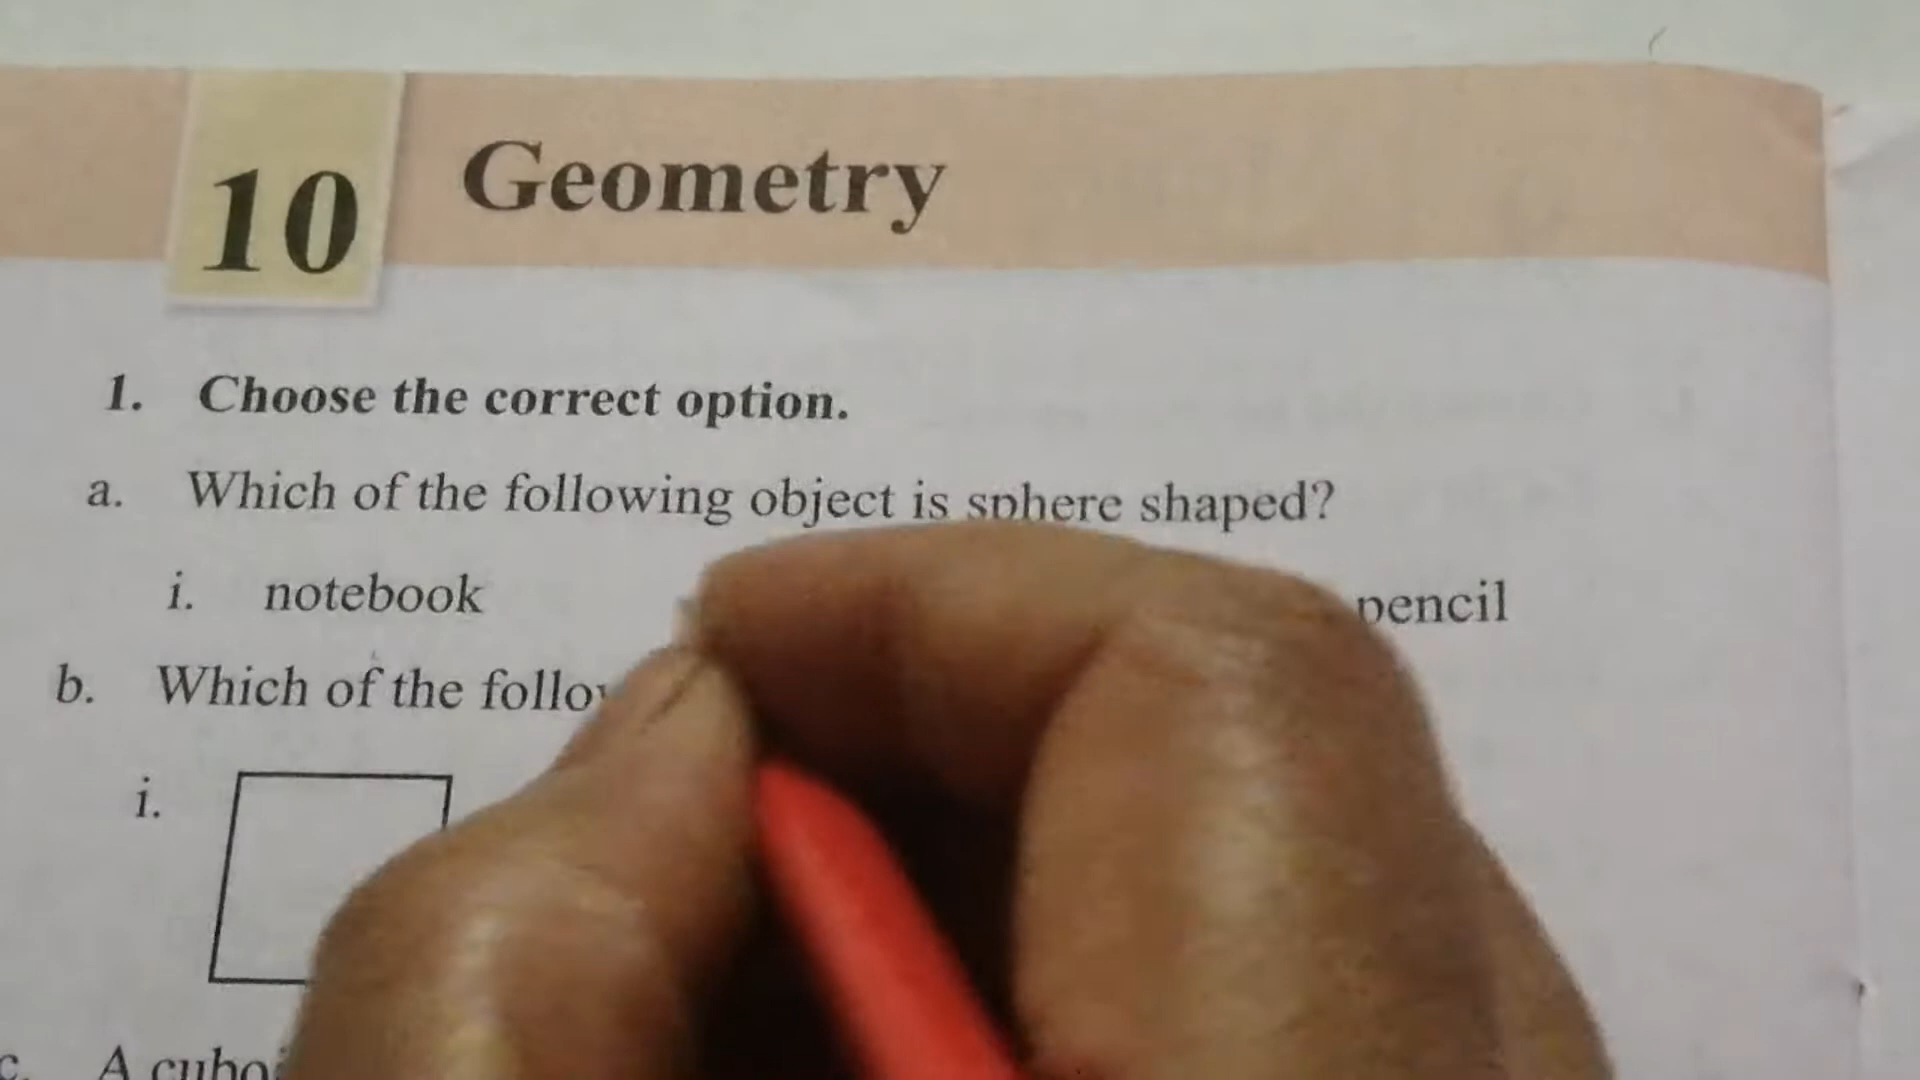 10 Geometry
1. Choose the correct option.
a. Which of the following object is sphere shaped?
i. notebook pencil
b. Which of the
i.
c. A